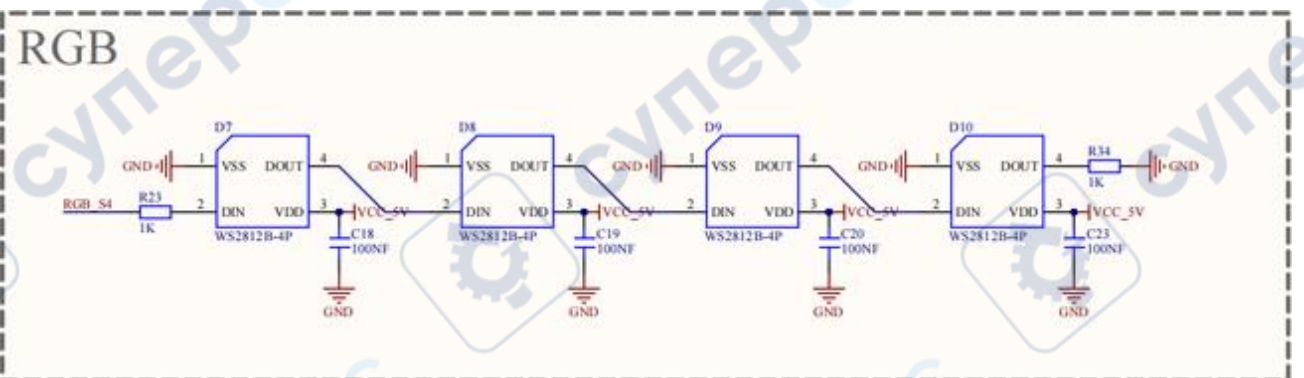 RGB
D7
GND 1 VSS DOUT 4
RGB_S4 R23 1K 2 DIN VDD 3 VCC_5V
WS2812B-4P
C18
100NF
GND
D8
GND 1 VSS DOUT 4
2 DIN VDD 3 VCC_5V
WS2812B-4P
C19
100NF
GND
D9
GND 1 VSS DOUT 4
2 DIN VDD 3 VCC_5V
WS2812B-4P
C20
100NF
GND
D10
GND 1 VSS DOUT 4 R34 1K GND
2 DIN VDD 3 VCC_5V
WS2812B-4P
C23
100NF
GND
супер